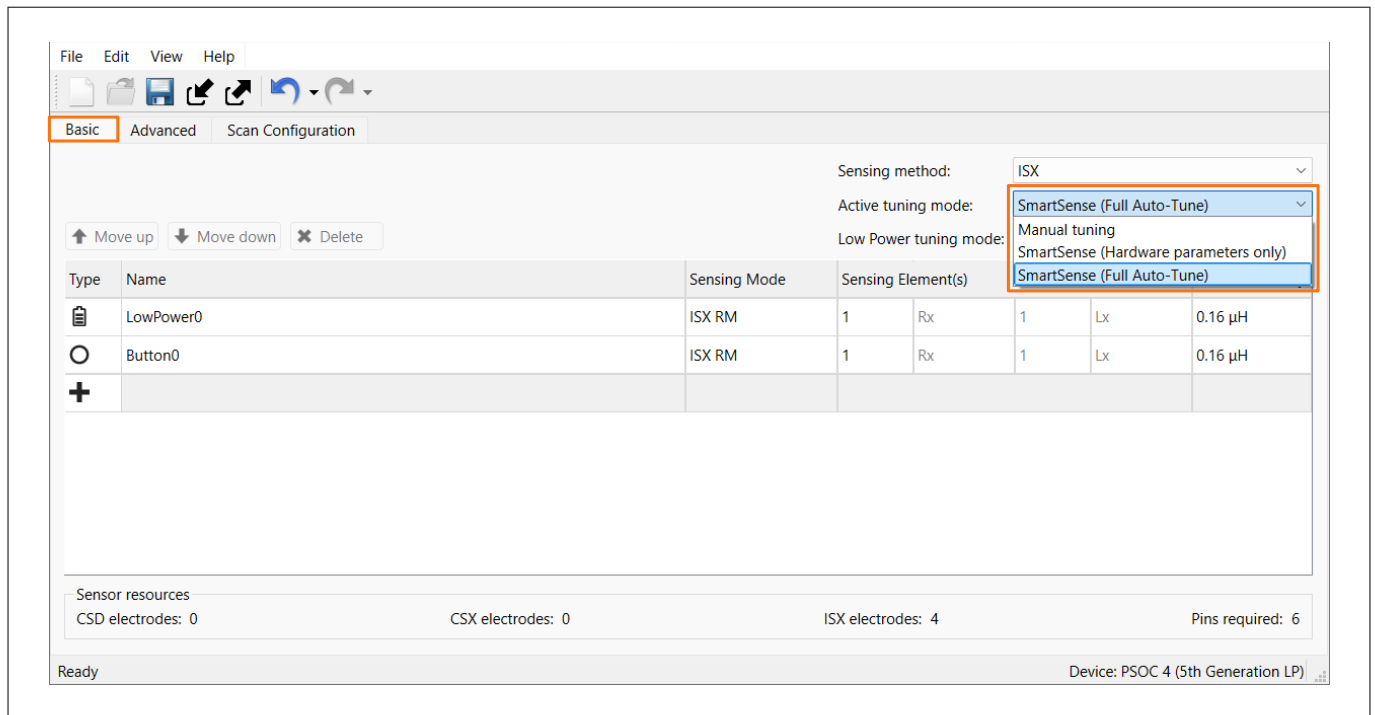 File Edit View Help
Basic Advanced Scan Configuration
Sensing method: ISX
Active tuning mode: SmartSense (Full Auto-Tune)
Manual tuning
Move up Move down Delete Low Power tuning mode:
SmartSense (Hardware parameters only)
SmartSense (Full Auto-Tune)
Type Name Sensing Mode Sensing Element(s)
LowPower0 ISX RM 1 Rx 1 Lx 0.16 µH
Button0 ISX RM 1 Rx 1 Lx 0.16 µH
Sensor resources
CSD electrodes: 0 CSX electrodes: 0 ISX electrodes: 4 Pins required: 6
Ready Device: PSOC 4 (5th Generation LP)